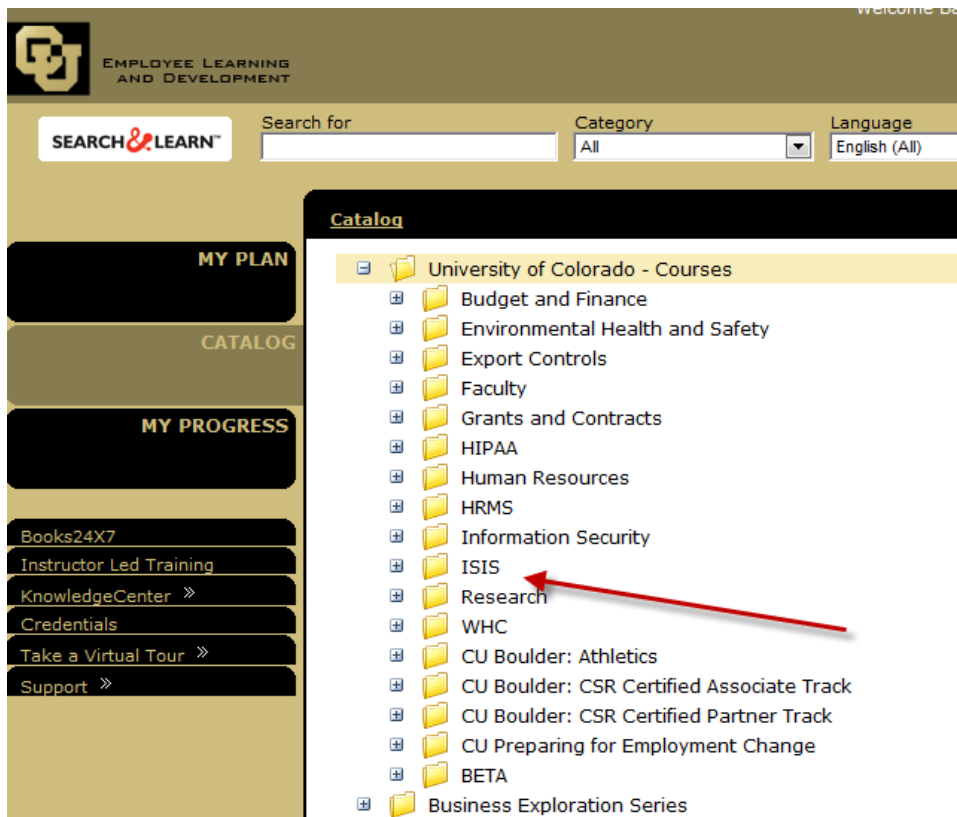 Welcome Ba
CU
EMPLOYEE LEARNING
AND DEVELOPMENT
SEARCH & LEARN™
Search for
Category
Language
All
English (All)
Catalog
MY PLAN
CATALOG
MY PROGRESS
Books24X7
Instructor Led Training
KnowledgeCenter »
Credentials
Take a Virtual Tour »
Support »
University of Colorado - Courses
Budget and Finance
Environmental Health and Safety
Export Controls
Faculty
Grants and Contracts
HIPAA
Human Resources
HRMS
Information Security
ISIS
Research
WHC
CU Boulder: Athletics
CU Boulder: CSR Certified Associate Track
CU Boulder: CSR Certified Partner Track
CU Preparing for Employment Change
BETA
Business Exploration Series